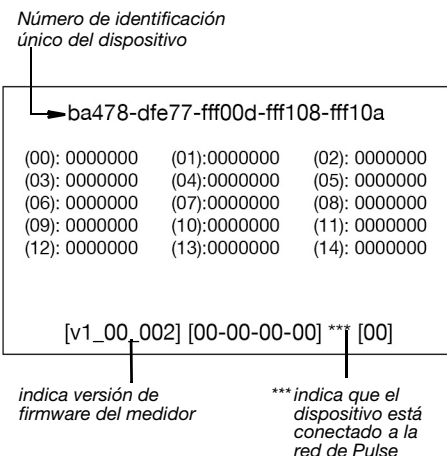 Número de identificación
único del dispositivo
ba478-dfe77-fff00d-fff108-fff10a
(00): 0000000 (01):0000000 (02): 0000000
(03): 0000000 (04):0000000 (05): 0000000
(06): 0000000 (07):0000000 (08): 0000000
(09): 0000000 (10):0000000 (11): 0000000
(12): 0000000 (13):0000000 (14): 0000000
[v1_00_002] [00-00-00-00] *** [00]
indica versión de
firmware del medidor
*** indica que el
dispositivo está
conectado a la
red de Pulse